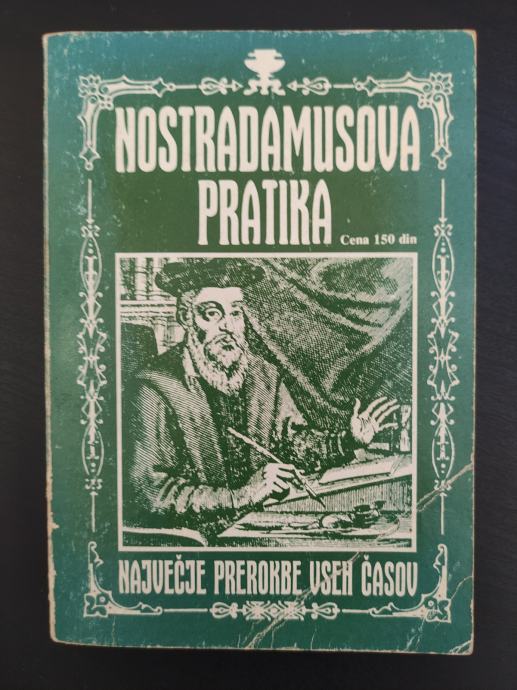 NOSTRADAMUSOVA
PRATIKA
Cena 150 din
NAJVEČJE PREROKBE VSEH ČASOV